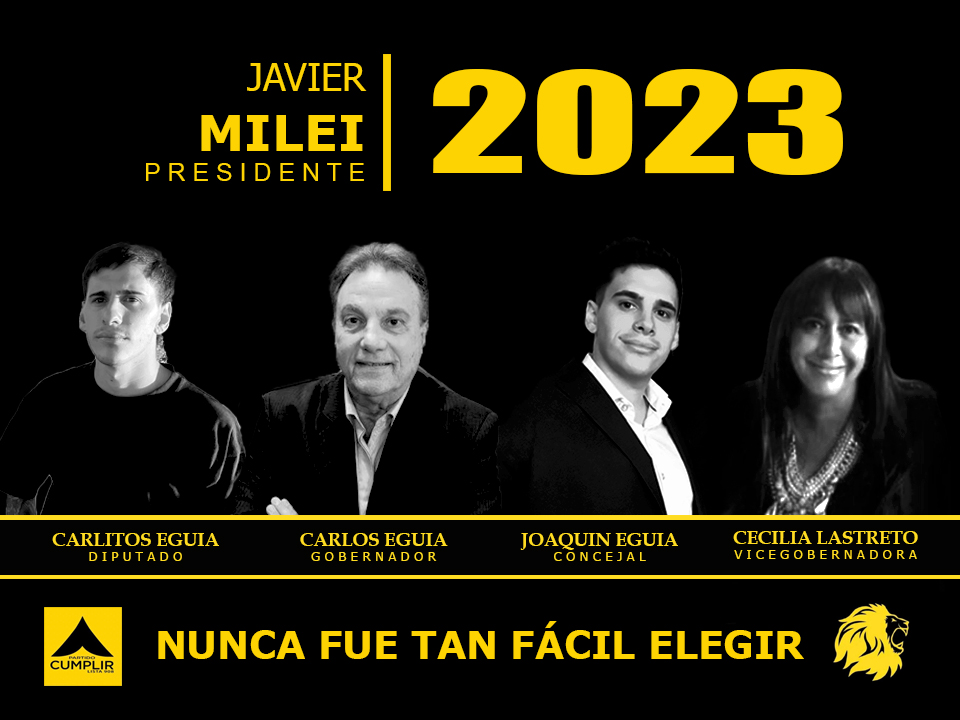 JAVIER
MILEI
PRESIDENTE
2023
CARLITOS EGUIA
DIPUTADO
CARLOS EGUIA
GOBERNADOR
JOAQUIN EGUIA
CONCEJAL
CECILIA LASTRETO
VICEGOBERNADORA
PARTIDO
CUMPLIR
NUNCA FUE TAN FÁCIL ELEGIR